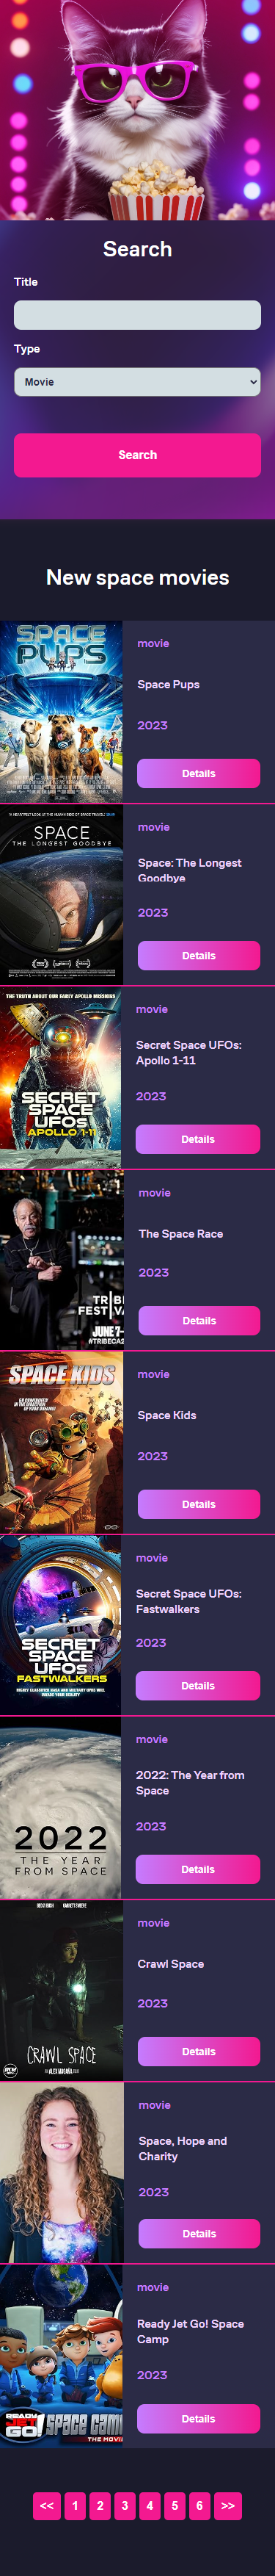 Search
Title
Type
Movie
Search
New space movies
SPACE
PUPS
movie
Space Pups
2023
Details
SPACE
THE LONGEST GOODBYE
movie
Space: The Longest
Goodbye
2023
Details
THE TRUTH ABOUT OUR EARLY APOLLO MISSIONS
SECRET
SPACE
UFOs
APOLLO 1-11
movie
Secret Space UFOs:
Apollo 1-11
2023
Details
TRIBE
FESTIVA
JUNE 7-
#TRIBECA2
movie
The Space Race
2023
Details
SPACE KIDS
movie
Space Kids
2023
Details
SECRET
SPACE
UFOs
FASTWALKERS
movie
Secret Space UFOs:
Fastwalkers
2023
Details
2022
THE YEAR
FROM SPACE
movie
2022: The Year from
Space
2023
Details
CRAWL SPACE
movie
Crawl Space
2023
Details
movie
Space, Hope and
Charity
2023
Details
READY
JET
GO!
SPACE CAMP
THE MOVIE
movie
Ready Jet Go! Space
Camp
2023
Details
<< 1 2 3 4 5 6 >>